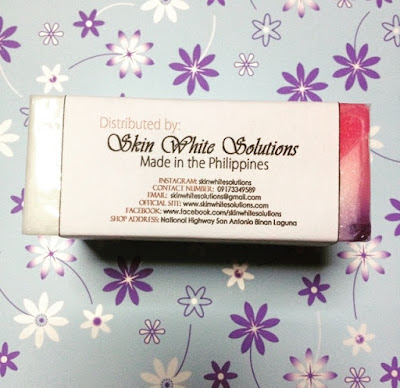 Distributed by:
Skin White Solutions
Made in the Philippines
INSTAGRAM: skinwhitesolutions
CONTACT NUMBER: 09173349589
EMAIL: skinwhitesolutions@gmail.com
OFFICIAL SITE: www.skinwhitesolutions.com
FACEBOOK: www.facebook.com/skinwhitesolutions
SHOP ADDRESS: National Highway San Antonio Binan Laguna